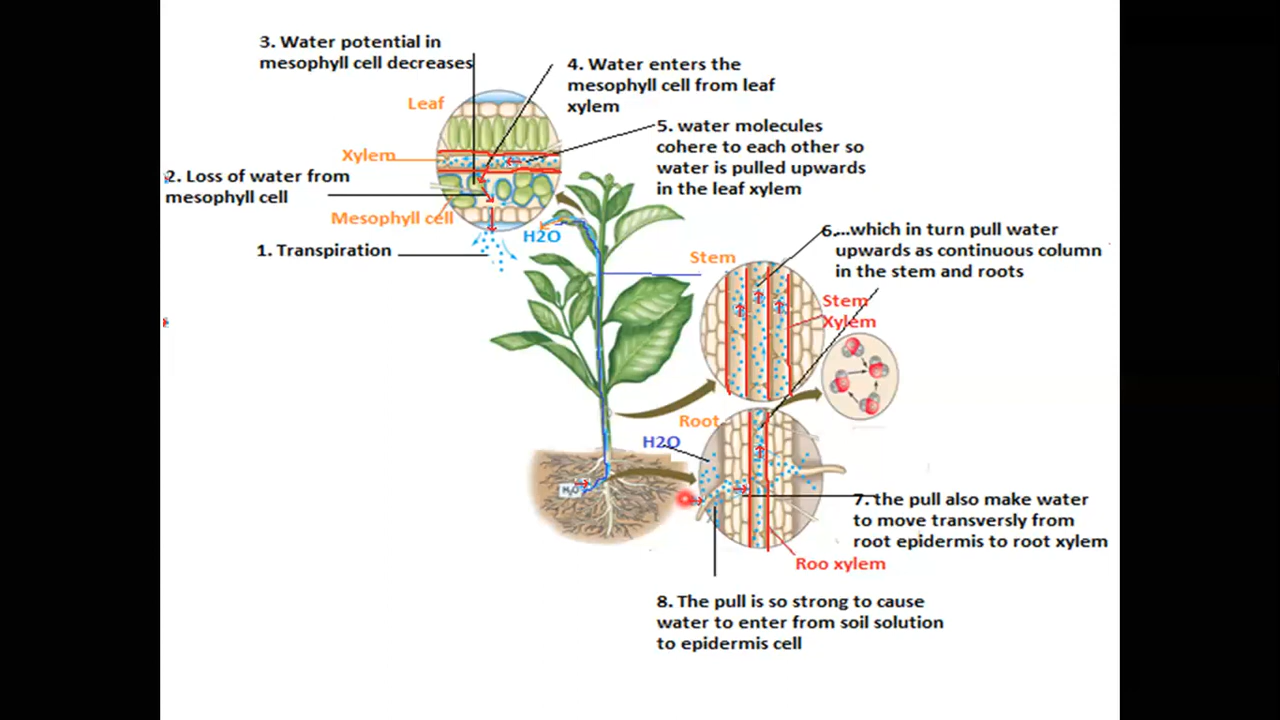 3. Water potential in
mesophyll cell decreases
4. Water enters the
mesophyll cell from leaf
xylem
Leaf
5. water molecules
cohere to each other so
water is pulled upwards
in the leaf xylem
Xylem
2. Loss of water from
mesophyll cell
Mesophyll cell
H2O
1. Transpiration
6....which in turn pull water
upwards as continuous column
in the stem and roots
Stem
Stem
Xylem
Root
H2O
H₂O
7. the pull also make water
to move transversly from
root epidermis to root xylem
Roo xylem
8. The pull is so strong to cause
water to enter from soil solution
to epidermis cell